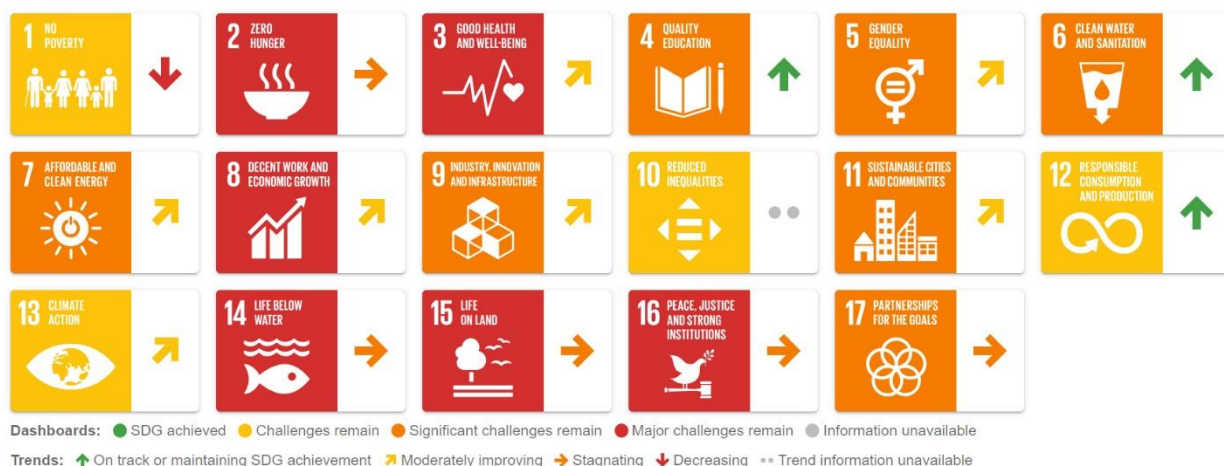 1 NO
POVERTY
2 ZERO
HUNGER
3 GOOD HEALTH
AND WELL-BEING
4 QUALITY
EDUCATION
5 GENDER
EQUALITY
6 CLEAN WATER
AND SANITATION
7 AFFORDABLE AND
CLEAN ENERGY
8 DECENT WORK AND
ECONOMIC GROWTH
9 INDUSTRY, INNOVATION
AND INFRASTRUCTURE
10 REDUCED
INEQUALITIES
11 SUSTAINABLE CITIES
AND COMMUNITIES
12 RESPONSIBLE
CONSUMPTION
AND PRODUCTION
13 CLIMATE
ACTION
14 LIFE BELOW
WATER
15 LIFE
ON LAND
16 PEACE, JUSTICE
AND STRONG
INSTITUTIONS
17 PARTNERSHIPS
FOR THE GOALS
Dashboards: SDG achieved Challenges remain Significant challenges remain Major challenges remain Information unavailable
Trends: On track or maintaining SDG achievement Moderately improving Stagnating Decreasing Trend information unavailable